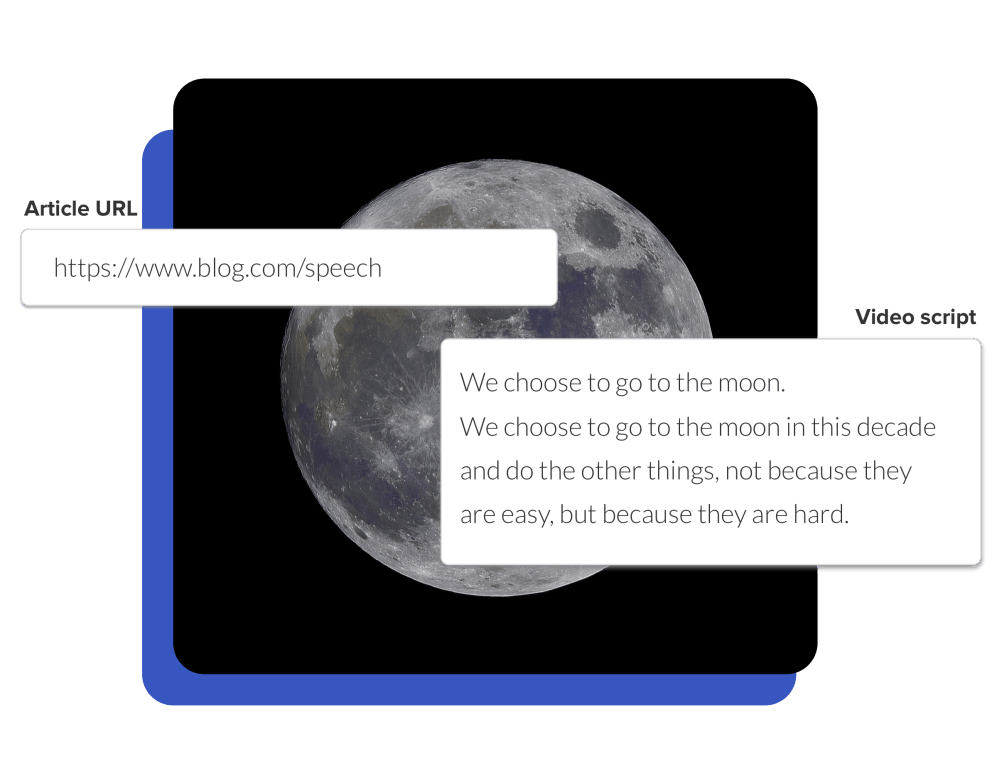 Article URL
https://www.blog.com/speech
Video script
We choose to go to the moon.
We choose to go to the moon in this decade
and do the other things, not because they
are easy, but because they are hard.